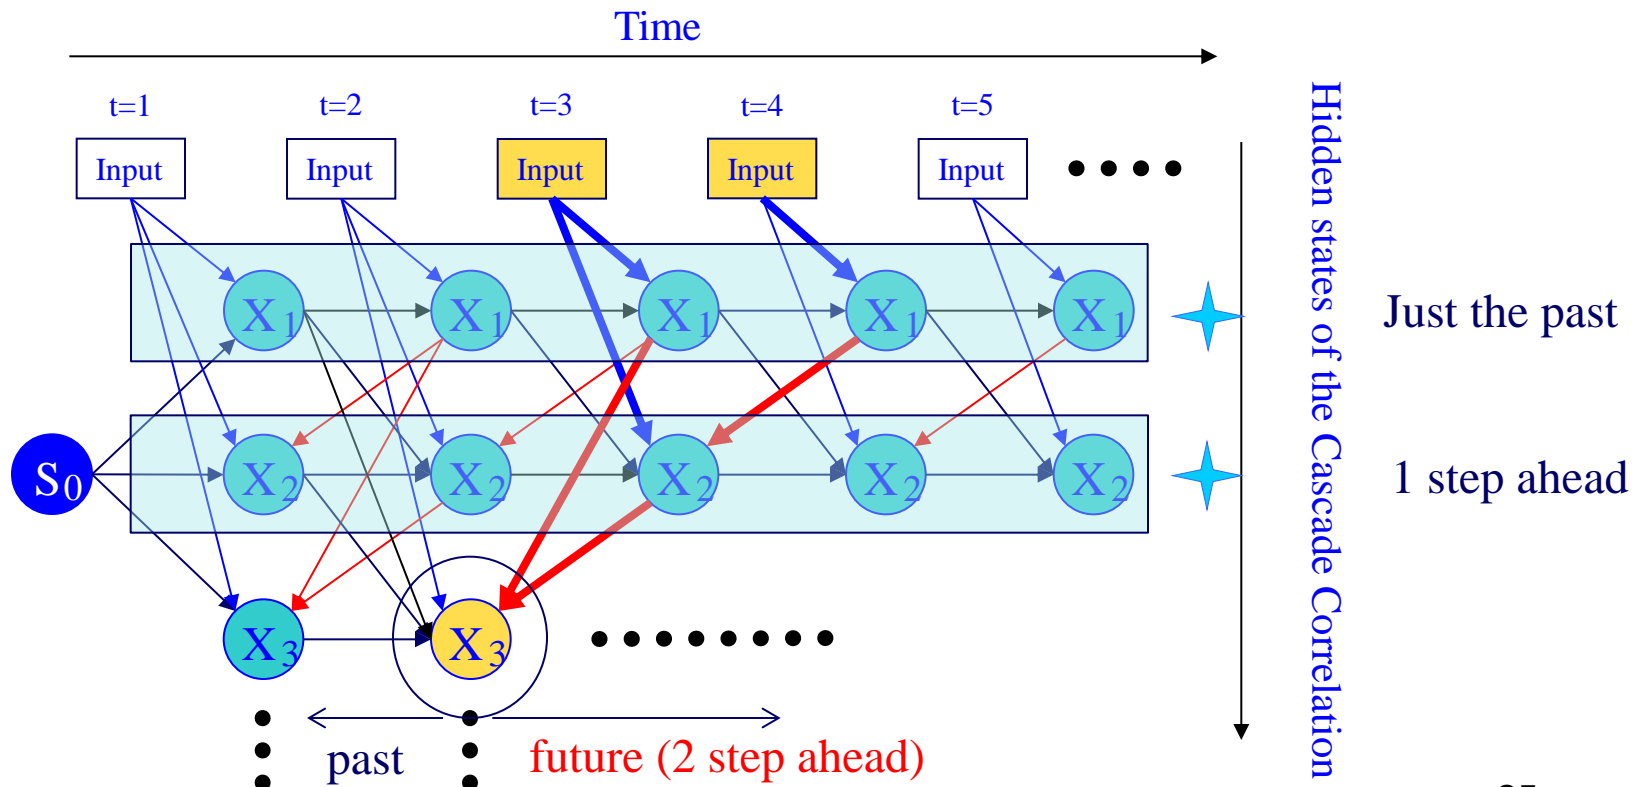 Time
t=1 t=2 t=3 t=4 t=5
Input Input Input Input Input
X1 X1 X1 X1 X1
Just the past
S0
X2 X2 X2 X2 X2
1 step ahead
X3 X3
past
future (2 step ahead)
Hidden states of the Cascade Correlation